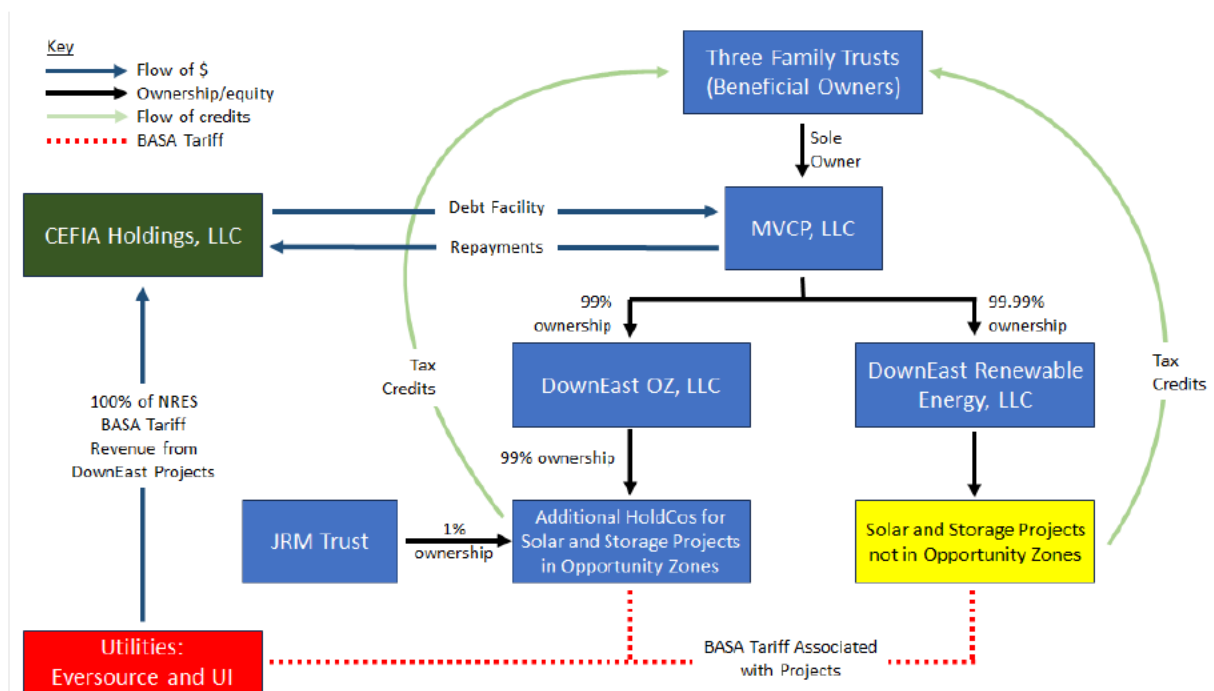 Key
Flow of $
Ownership/equity
Flow of credits
BASA Tariff
Three Family Trusts
(Beneficial Owners)
Sole
Owner
CEFIA Holdings, LLC
Debt Facility
Repayments
MVCP, LLC
99%
ownership
99.99%
ownership
Tax
Credits
DownEast OZ, LLC
DownEast Renewable
Energy, LLC
Tax
Credits
100% of NRES
BASA Tariff
Revenue from
DownEast Projects
99% ownership
JRM Trust
1%
ownership
Additional HoldCos for
Solar and Storage Projects
in Opportunity Zones
Solar and Storage Projects
not in Opportunity Zones
Utilities:
Eversource and UI
BASA Tariff Associated
with Projects